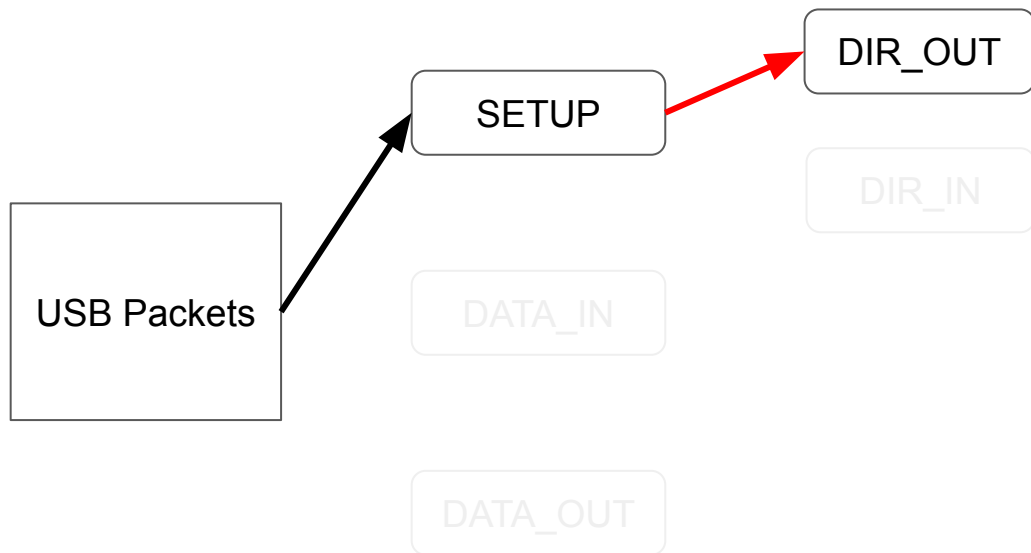 DIR_OUT
SETUP
DIR_IN
USB Packets
DATA_IN
DATA_OUT